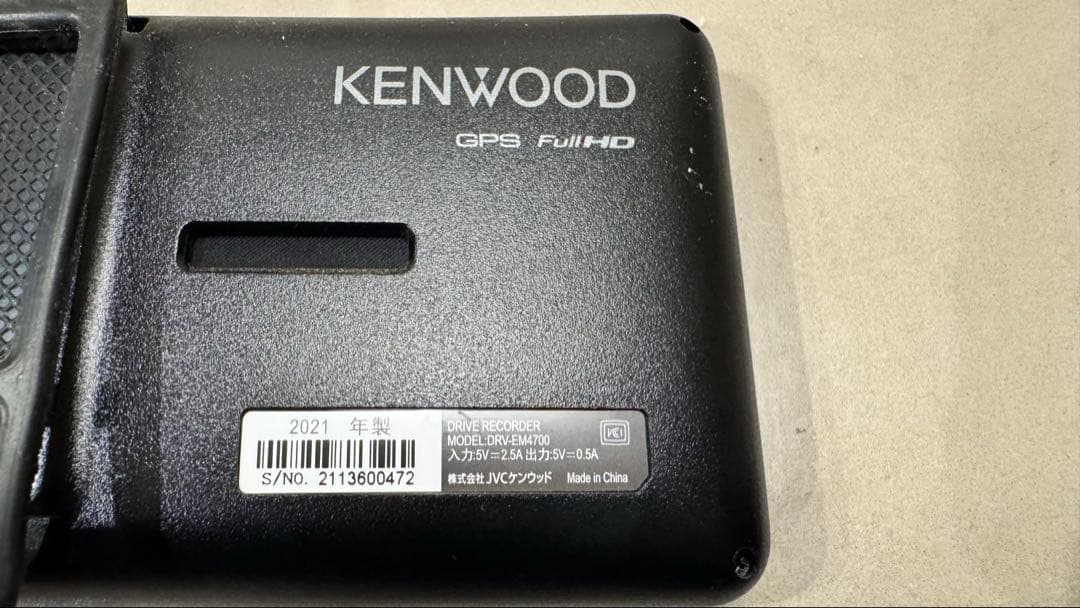 KENWOOD
GPS Full HD
2021 年製
S/NO. 2113600472
DRIVE RECORDER
MODEL:DRV-EM4700
入力:5V⎓2.5A 出力:5V⎓0.5A
株式会社 JVCケンウッド Made in China